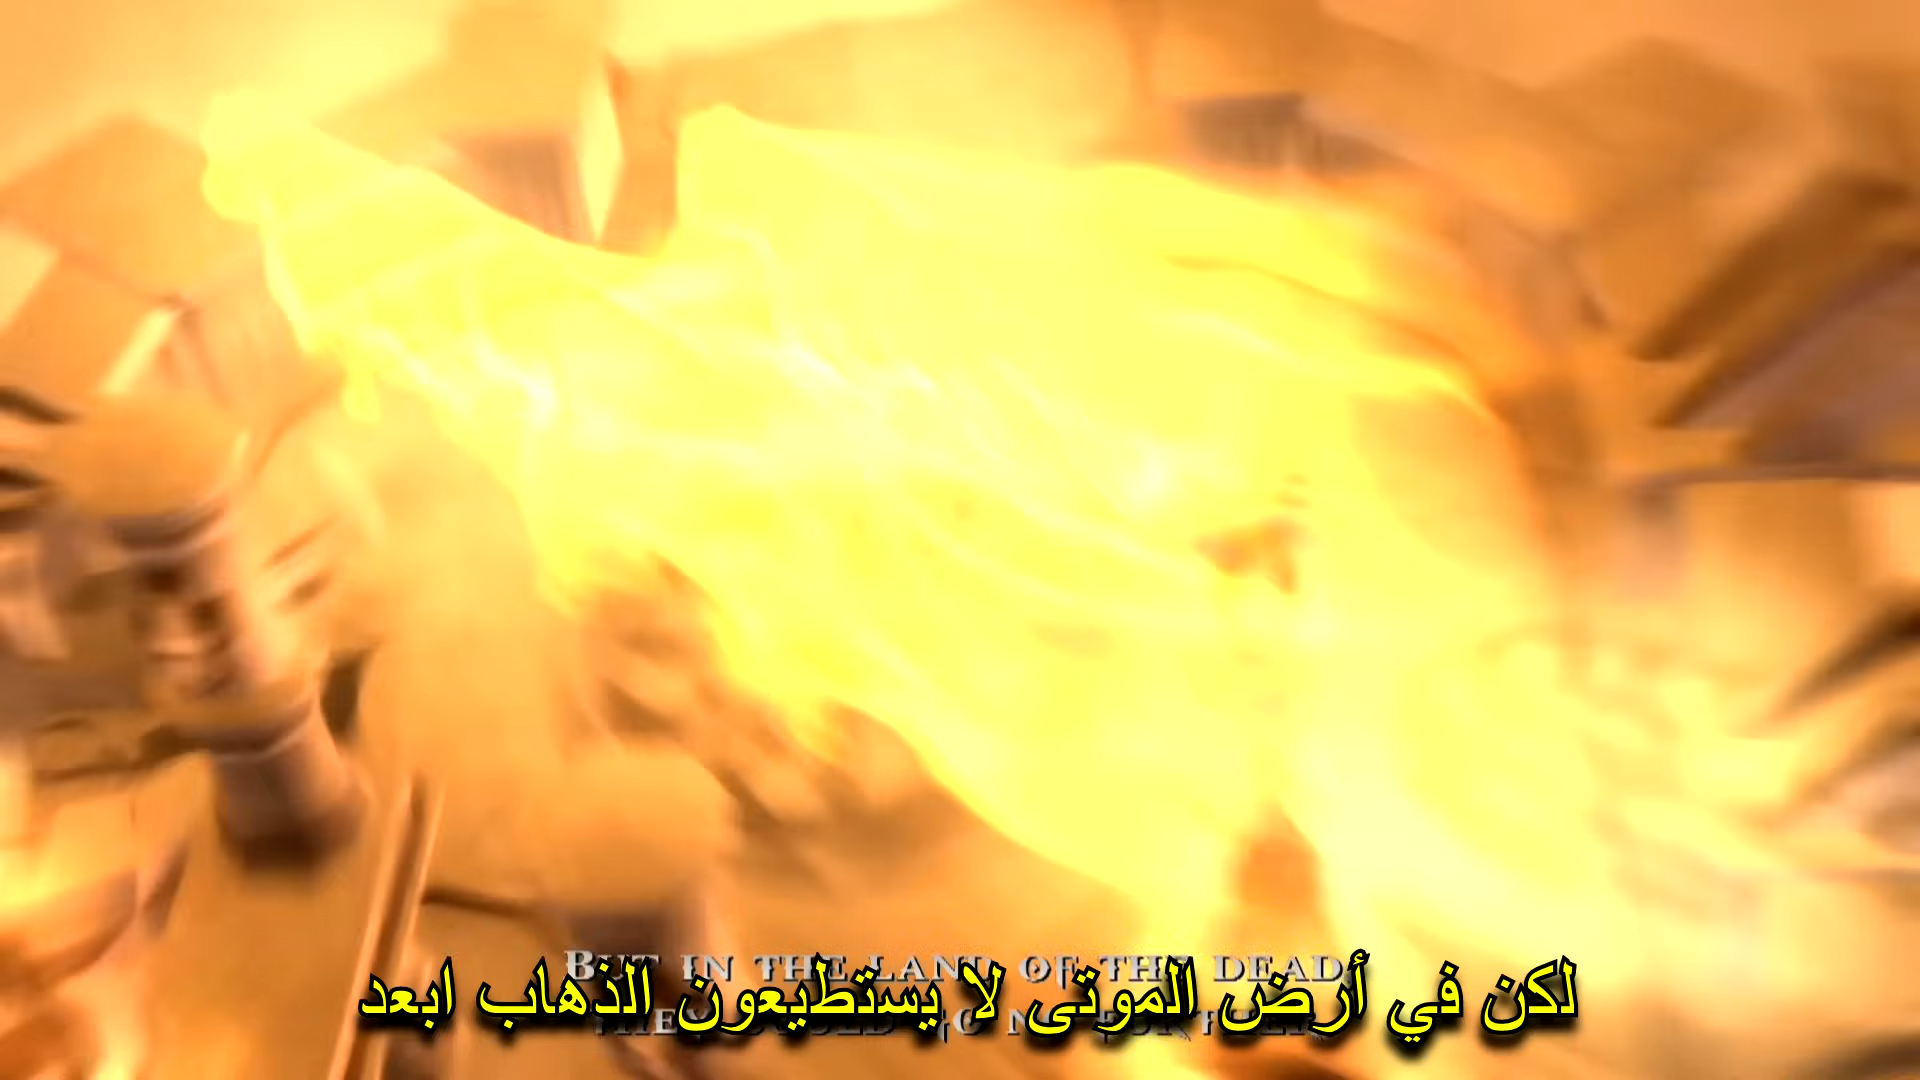 BUT IN THE LAND OF THE DEAD,
لكن في أرض الموتى لا يستطيعون الذهاب ابعد